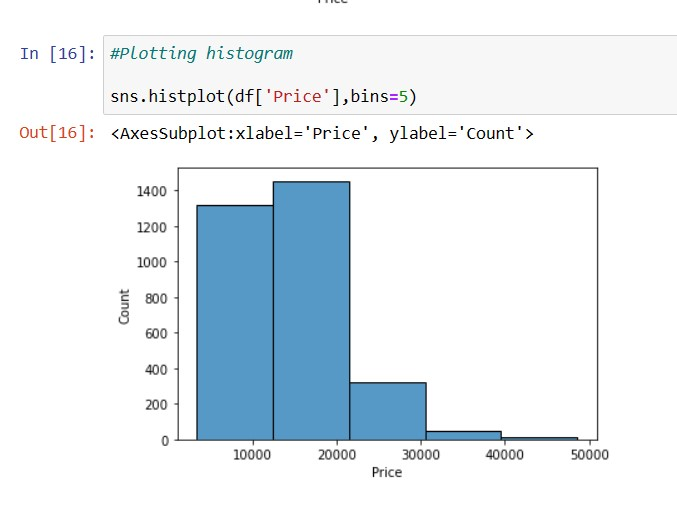 Price
In [16]: #Plotting histogram
sns.histplot(df['Price'],bins=5)
Out[16]: <AxesSubplot:xlabel='Price', ylabel='Count'>
1400
1200
1000
800
600
400
200
0
Count
10000 20000 30000 40000 50000
Price